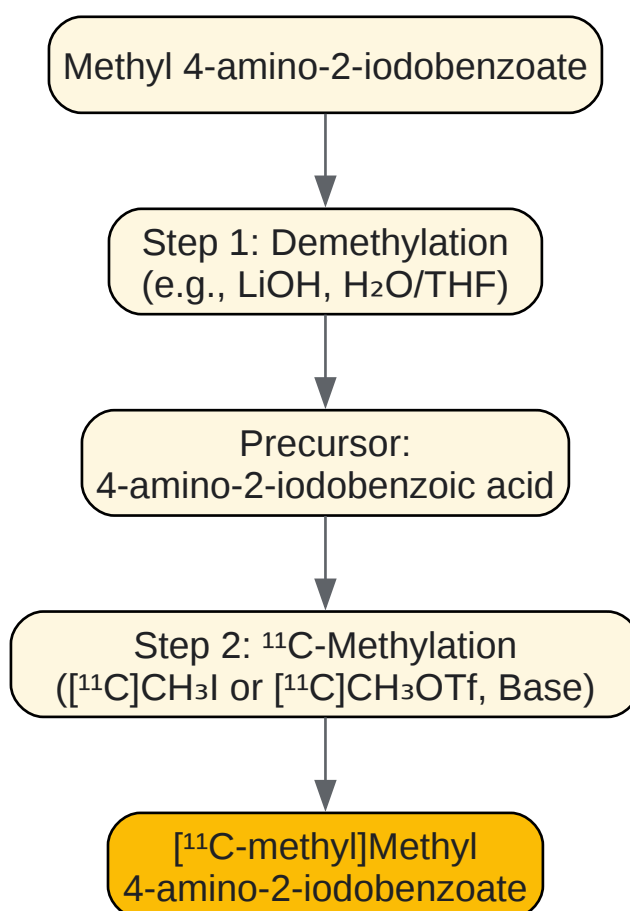 Methyl 4-amino-2-iodobenzoate
Step 1: Demethylation
(e.g., LiOH, H₂O/THF)
Precursor:
4-amino-2-iodobenzoic acid
Step 2: ¹¹C-Methylation
([¹¹C]CH₃I or [¹¹C]CH₃OTf, Base)
[¹¹C-methyl]Methyl
4-amino-2-iodobenzoate